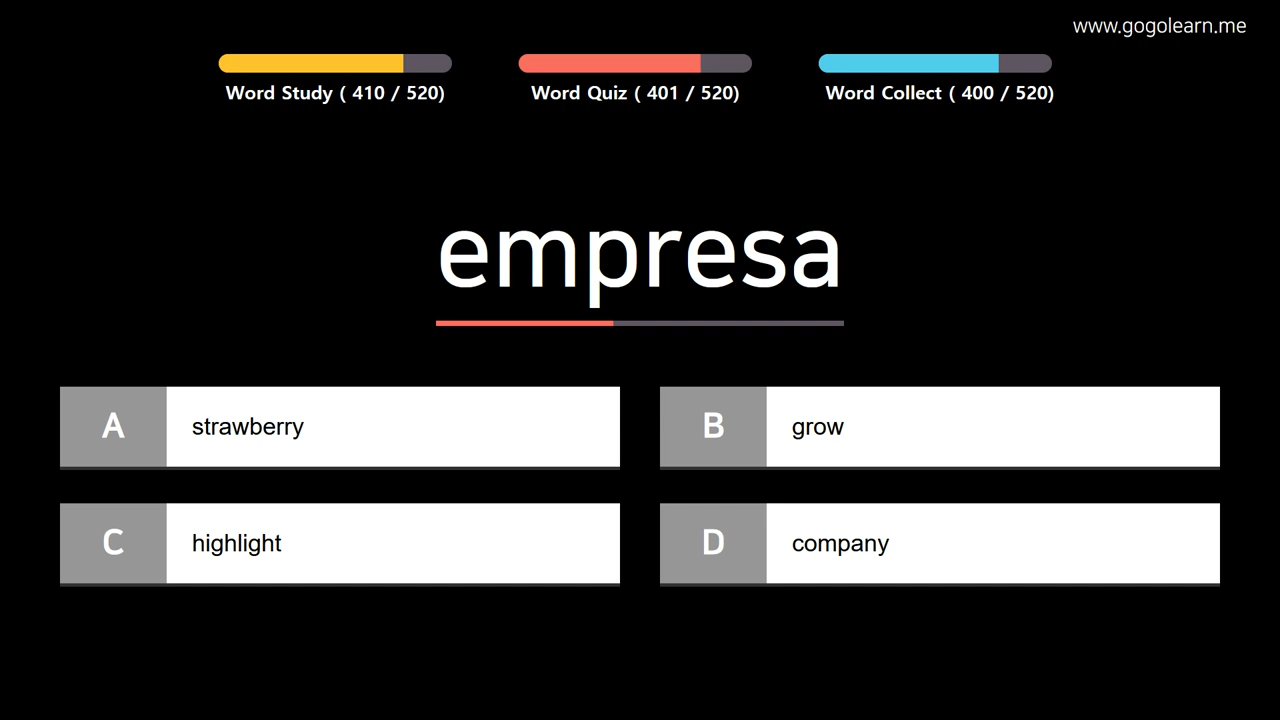 www.gogolearn.me
Word Study ( 410 / 520)
Word Quiz ( 401 / 520)
Word Collect ( 400 / 520)
empresa
A strawberry
B grow
C highlight
D company